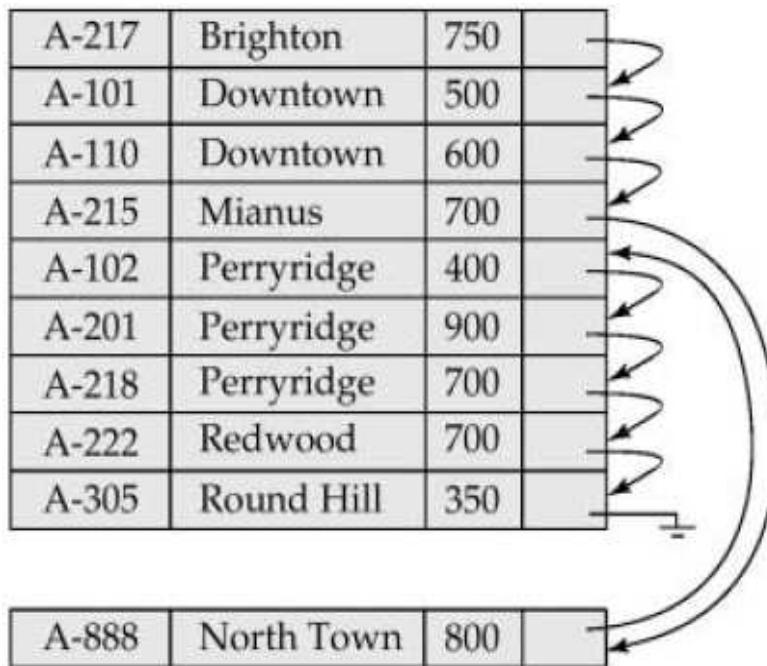 A-217 Brighton 750
A-101 Downtown 500
A-110 Downtown 600
A-215 Mianus 700
A-102 Perryridge 400
A-201 Perryridge 900
A-218 Perryridge 700
A-222 Redwood 700
A-305 Round Hill 350
A-888 North Town 800